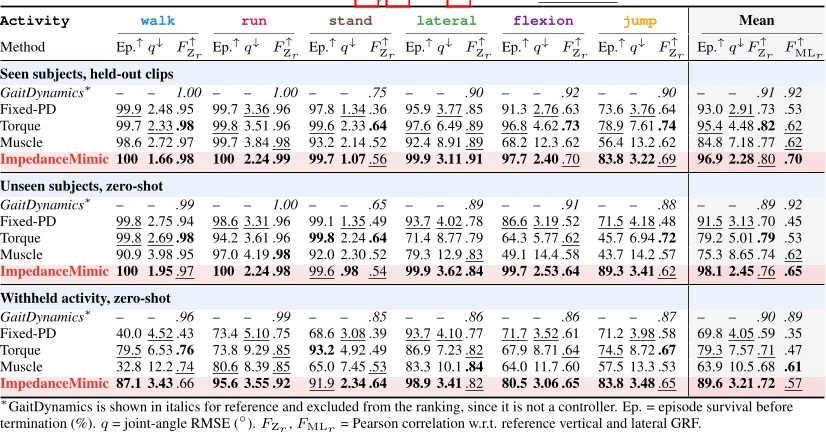 Activity walk run stand lateral flexion jump Mean
Method Ep.↑ q↓ F↑Zr Ep.↑ q↓ F↑Zr Ep.↑ q↓ F↑Zr Ep.↑ q↓ F↑Zr Ep.↑ q↓ F↑Zr Ep.↑ q↓ F↑Zr Ep.↑ q↓ F↑Zr F↑MLr
Seen subjects, held-out clips
GaitDynamics* – – 1.00 – – 1.00 – – .75 – – .90 – – .92 – – .90 – – .91 .92
Fixed-PD 99.9 2.48 .95 99.7 3.36 .96 97.8 1.34 .36 95.9 3.77 .85 91.3 2.76 .63 73.6 3.76 .64 93.0 2.91 .73 .53
Torque 99.7 2.33 .98 99.8 3.51 .96 99.6 2.33 .64 97.6 6.49 .89 96.8 4.62 .73 78.9 7.61 .74 95.4 4.48 .82 .62
Muscle 98.6 2.72 .97 99.7 3.84 .98 93.2 2.14 .52 92.4 8.91 .89 68.2 12.3 .62 56.4 13.2 .62 84.8 7.18 .77 .62
ImpedanceMimic 100 1.66 .98 100 2.24 .99 99.7 1.07 .56 99.9 3.11 .91 97.7 2.40 .70 83.8 3.22 .69 96.9 2.28 .80 .70
Unseen subjects, zero-shot
GaitDynamics* – – .99 – – 1.00 – – .65 – – .89 – – .91 – – .88 – – .89 .92
Fixed-PD 99.8 2.75 .94 98.6 3.31 .96 99.1 1.35 .49 93.7 4.02 .78 86.6 3.19 .52 71.5 4.18 .48 91.5 3.13 .70 .45
Torque 99.8 2.69 .98 94.2 3.61 .96 99.8 2.24 .64 71.4 8.77 .79 64.3 5.77 .62 45.7 6.94 .72 79.2 5.01 .79 .53
Muscle 90.9 3.98 .95 97.0 4.19 .98 92.0 2.30 .52 79.3 12.9 .83 49.1 14.4 .58 43.7 14.2 .57 75.3 8.65 .74 .62
ImpedanceMimic 100 1.95 .97 100 2.24 .98 99.6 .98 .54 99.9 3.62 .84 99.7 2.53 .64 89.3 3.41 .62 98.1 2.45 .76 .65
Withheld activity, zero-shot
GaitDynamics* – – .96 – – .99 – – .85 – – .86 – – .86 – – .87 – – .90 .89
Fixed-PD 40.0 4.52 .43 73.4 5.10 .75 68.6 3.08 .39 93.7 4.10 .77 71.7 3.52 .61 71.2 3.98 .58 69.8 4.05 .59 .35
Torque 79.5 6.53 .76 73.8 9.29 .85 93.2 4.92 .49 86.9 7.23 .82 67.9 8.71 .64 74.5 8.72 .67 79.3 7.57 .71 .47
Muscle 32.8 12.2 .74 80.6 8.39 .85 65.0 7.45 .53 83.3 10.1 .84 64.0 11.7 .60 57.5 13.3 .53 63.9 10.5 .68 .61
ImpedanceMimic 87.1 3.43 .66 95.6 3.55 .92 91.9 2.34 .64 98.9 3.41 .82 80.5 3.06 .65 83.8 3.48 .65 89.6 3.21 .72 .57
*GaitDynamics is shown in italics for reference and excluded from the ranking, since it is not a controller. Ep. = episode survival before
termination (%). q = joint-angle RMSE (°). FZr, FMLr = Pearson correlation w.r.t. reference vertical and lateral GRF.